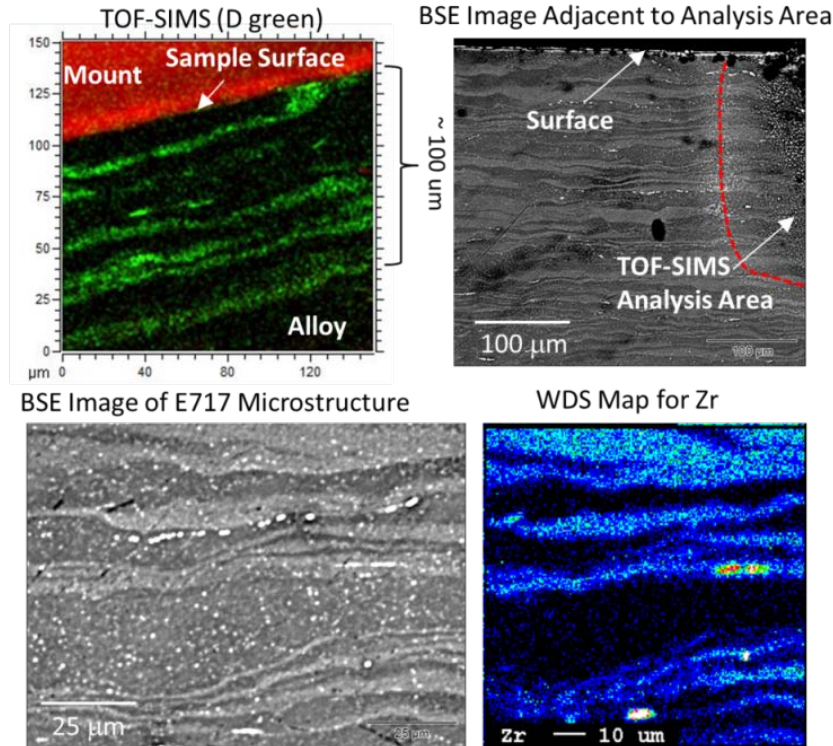 TOF-SIMS (D green)
BSE Image Adjacent to Analysis Area
150
125
100
75
50
25
0
μm
0
40
80
120
Mount
Sample Surface
Alloy
~ 100 um
Surface
TOF-SIMS
Analysis Area
100 μm
100 μm
BSE Image of E717 Microstructure
WDS Map for Zr
25 μm
25 μm
Zr
10 um